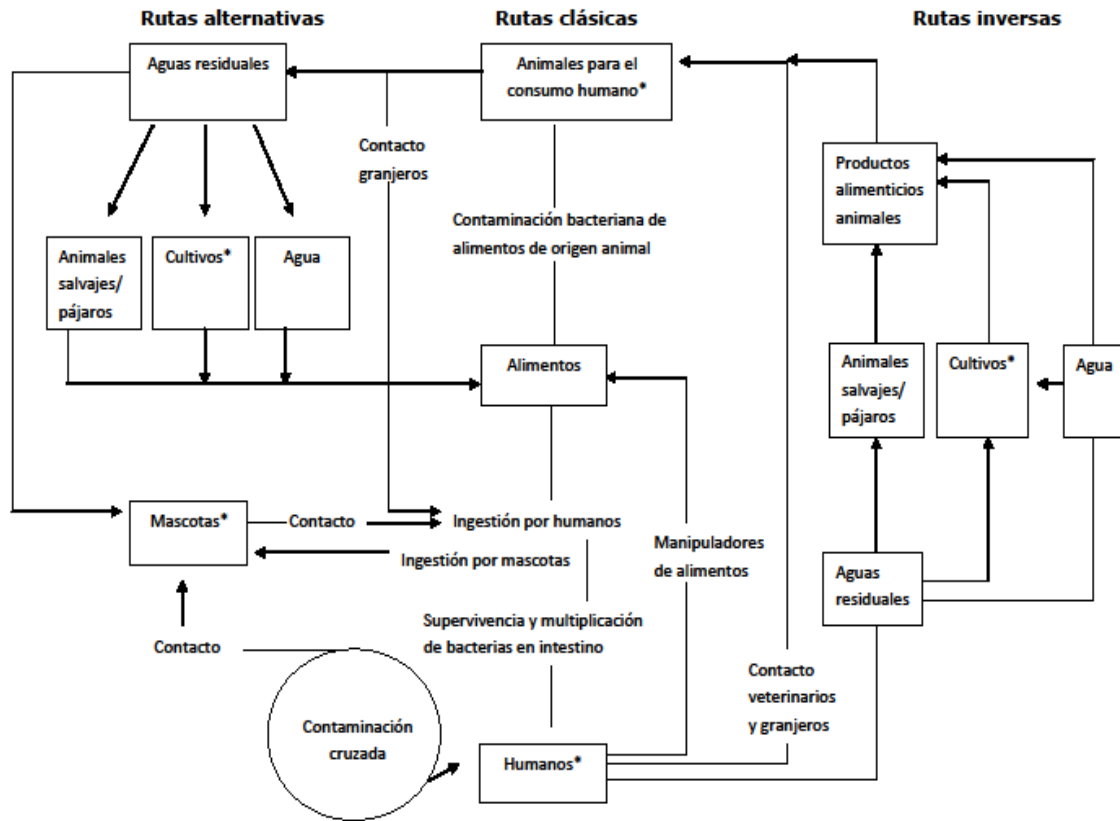 Rutas alternativas
Rutas clásicas
Rutas inversas
Aguas residuales
Animales para el
consumo humano*
Contacto
granjeros
Productos
alimenticios
animales
Contaminación bacteriana de
alimentos de origen animal
Animales
salvajes/
pájaros
Cultivos*
Agua
Alimentos
Animales
salvajes/
pájaros
Cultivos*
Agua
Mascotas*
Contacto
Ingestión por humanos
Ingestión por mascotas
Manipuladores
de alimentos
Aguas
residuales
Supervivencia y multiplicación
de bacterias en intestino
Contacto
Contacto
veterinarios
y granjeros
Contaminación
cruzada
Humanos*